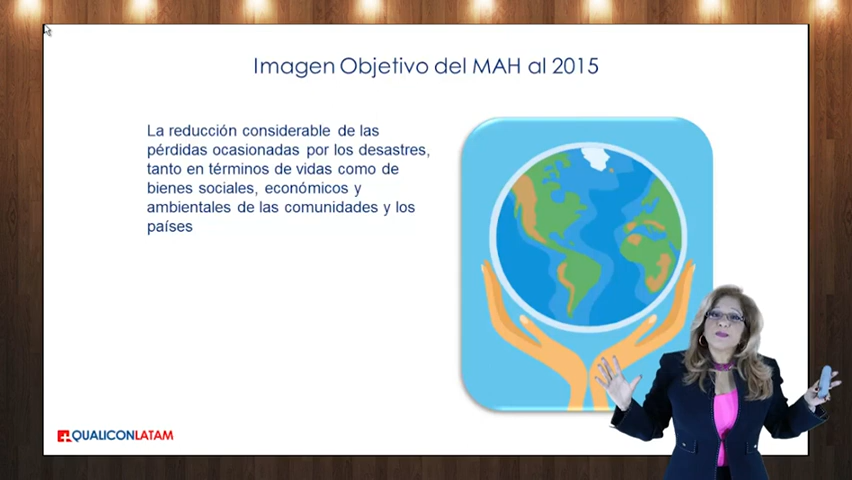 Imagen Objetivo del MAH al 2015
La reducción considerable de las
pérdidas ocasionadas por los desastres,
tanto en términos de vidas como de
bienes sociales, económicos y
ambientales de las comunidades y los
países
QUALICONLATAM